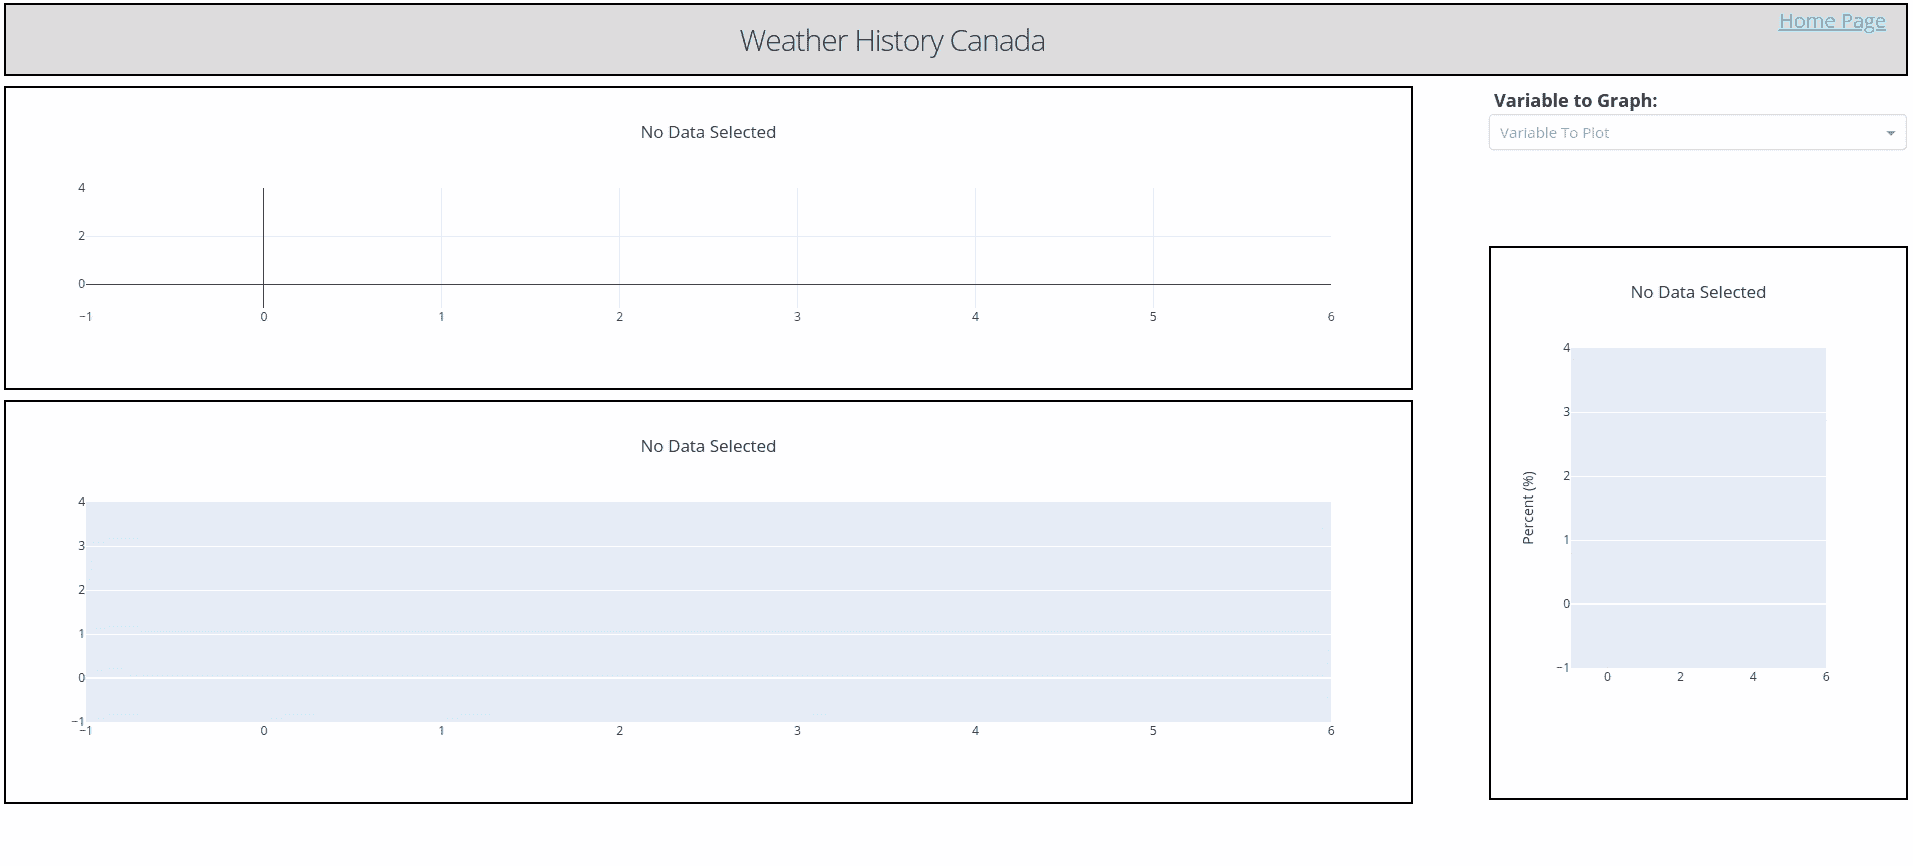 Weather History Canada
Home Page
No Data Selected
4
2
0
−1 0 1 2 3 4 5 6
No Data Selected
4
3
2
1
0
−1
−1 0 1 2 3 4 5 6
Variable to Graph:
Variable To Plot
No Data Selected
Percent (%)
4
3
2
1
0
−1
0 2 4 6